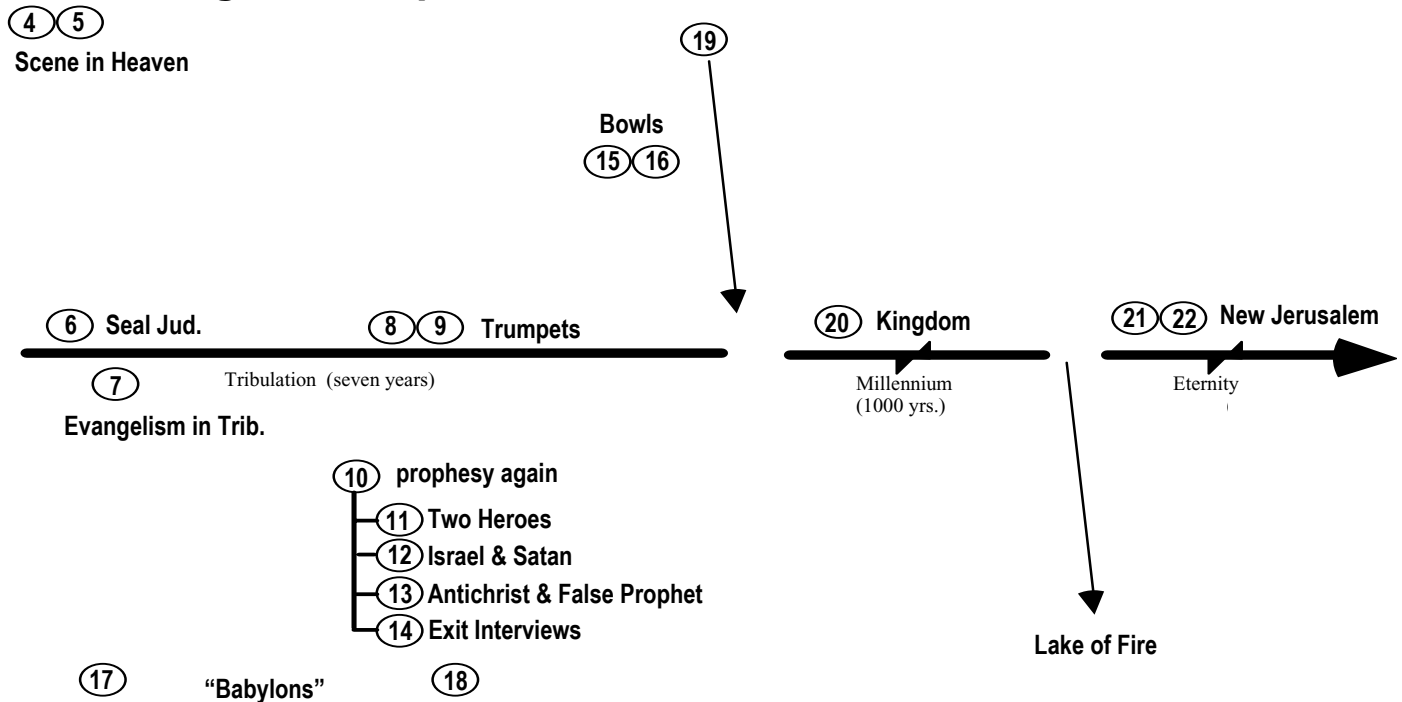 4 5
Scene in Heaven
19
Bowls
15 16
6 Seal Jud.
8 9 Trumpets
20 Kingdom
21 22 New Jerusalem
7
Tribulation (seven years)
Millennium
(1000 yrs.)
Eternity
Evangelism in Trib.
10 prophesy again
11 Two Heroes
12 Israel & Satan
13 Antichrist & False Prophet
14 Exit Interviews
Lake of Fire
17 “Babylons” 18